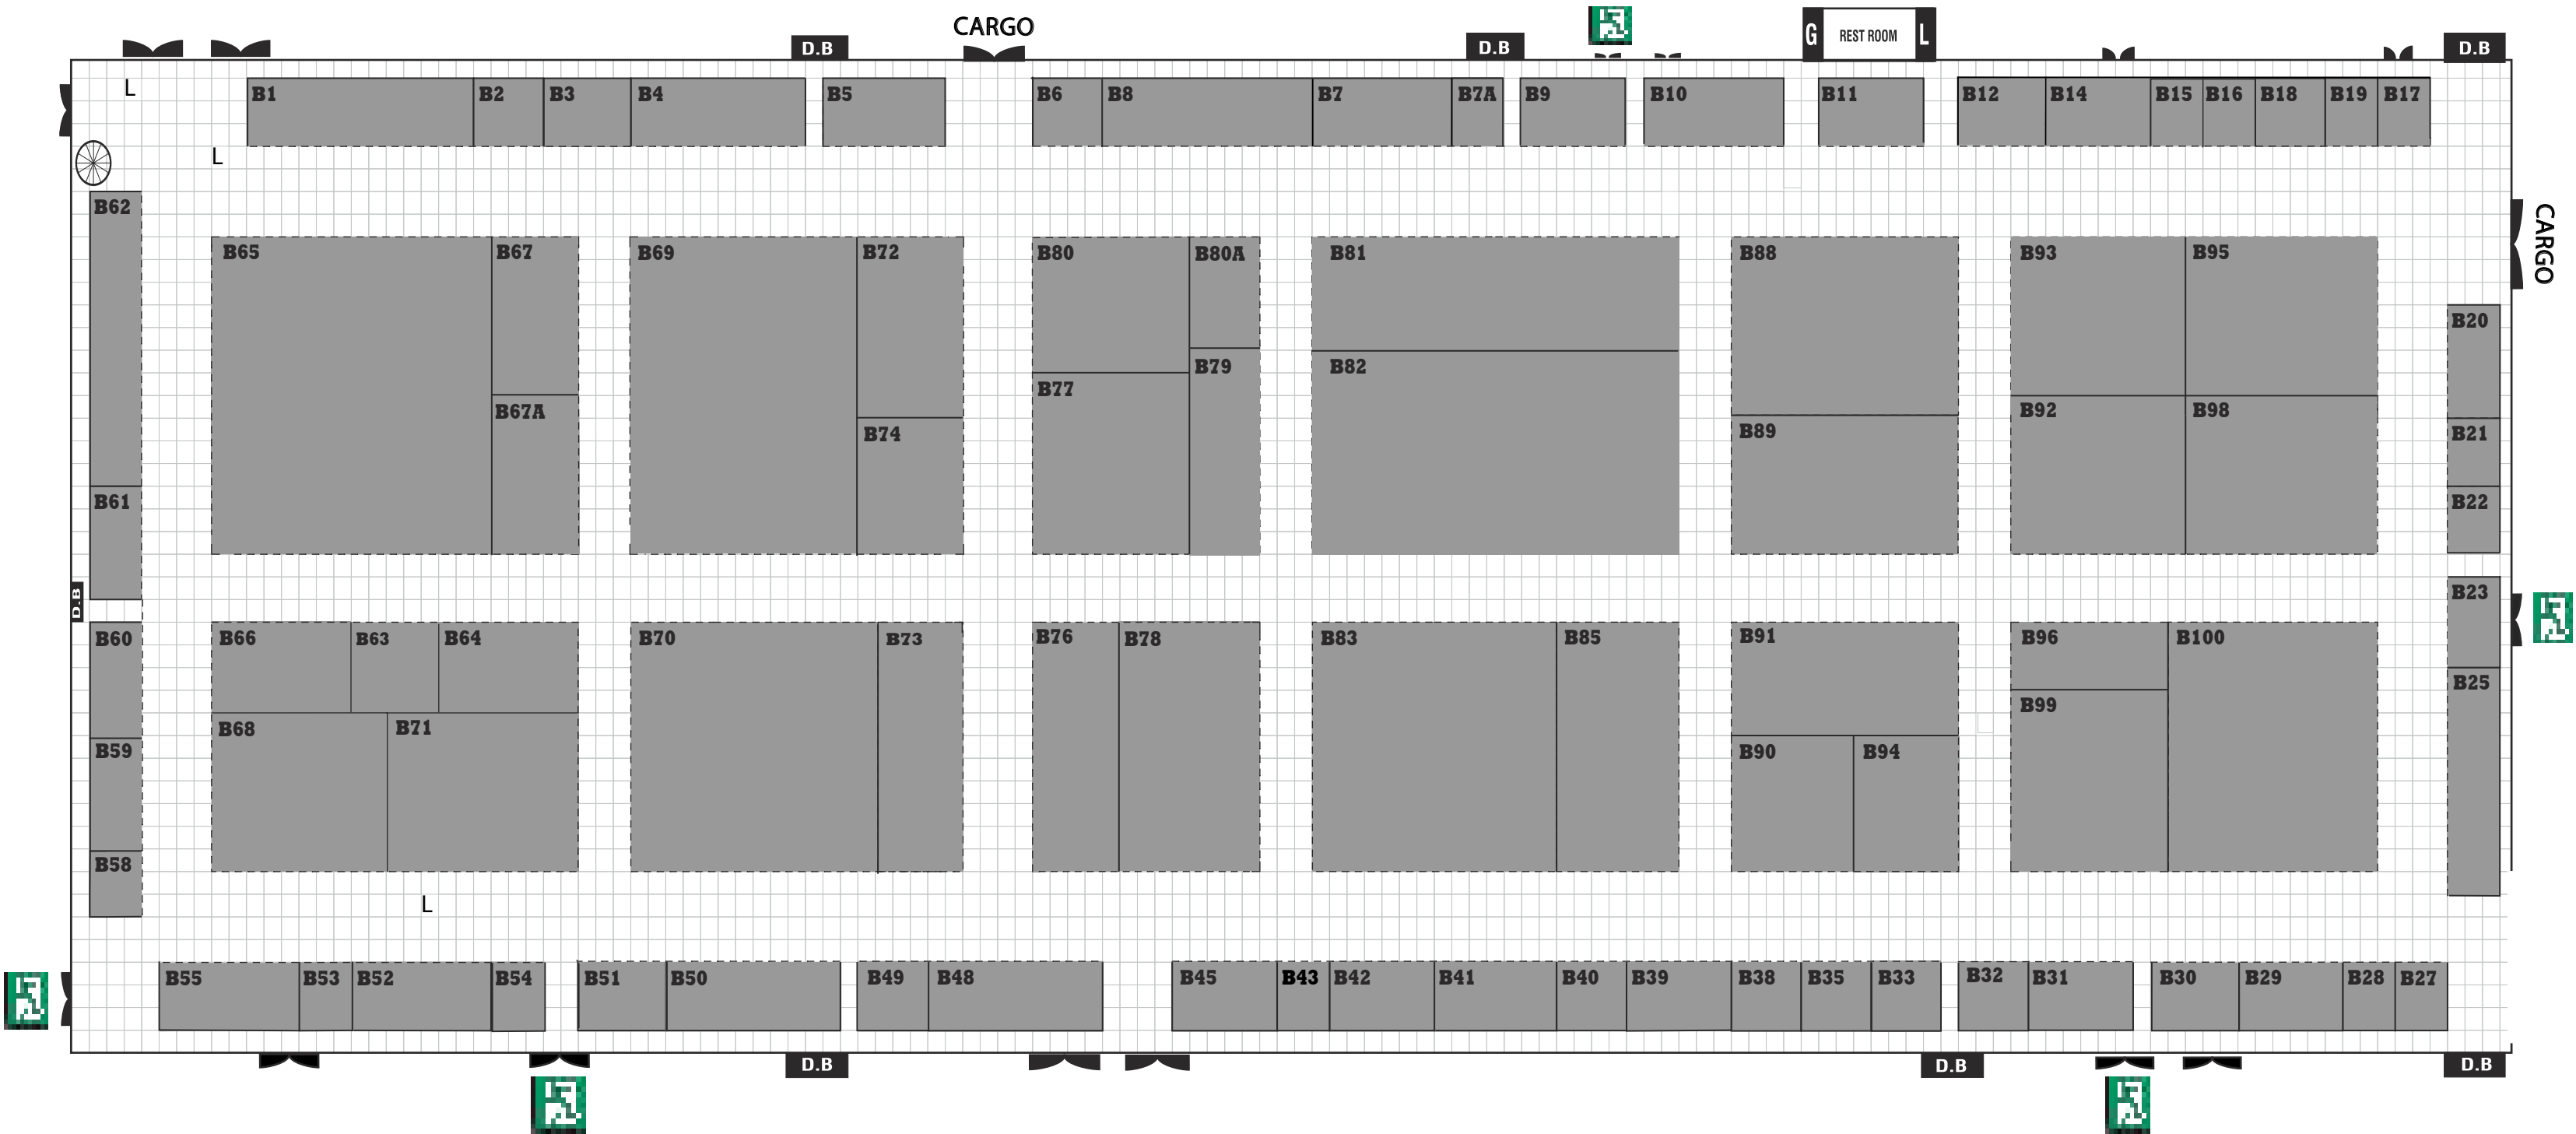 CARGO
D.B
D.B
G REST ROOM L
D.B
L
B1 B2 B3 B4 B5 B6 B8 B7 B7A B9 B10 B11 B12 B14 B15 B16 B18 B19 B17
L
B62
CARGO
B65 B67 B69 B72 B80 B80A B81 B88 B93 B95
B20
B79 B82
B77
B67A B92 B98
B74 B89 B21
B61 B22
D.B
B23
B60 B66 B63 B64 B70 B73 B76 B78 B83 B85 B91 B96 B100
B25
B99
B68 B71
B59 B90 B94
B58
L
B55 B53 B52 B54 B51 B50 B49 B48 B45 B43 B42 B41 B40 B39 B38 B35 B33 B32 B31 B30 B29 B28 B27
D.B
D.B
D.B